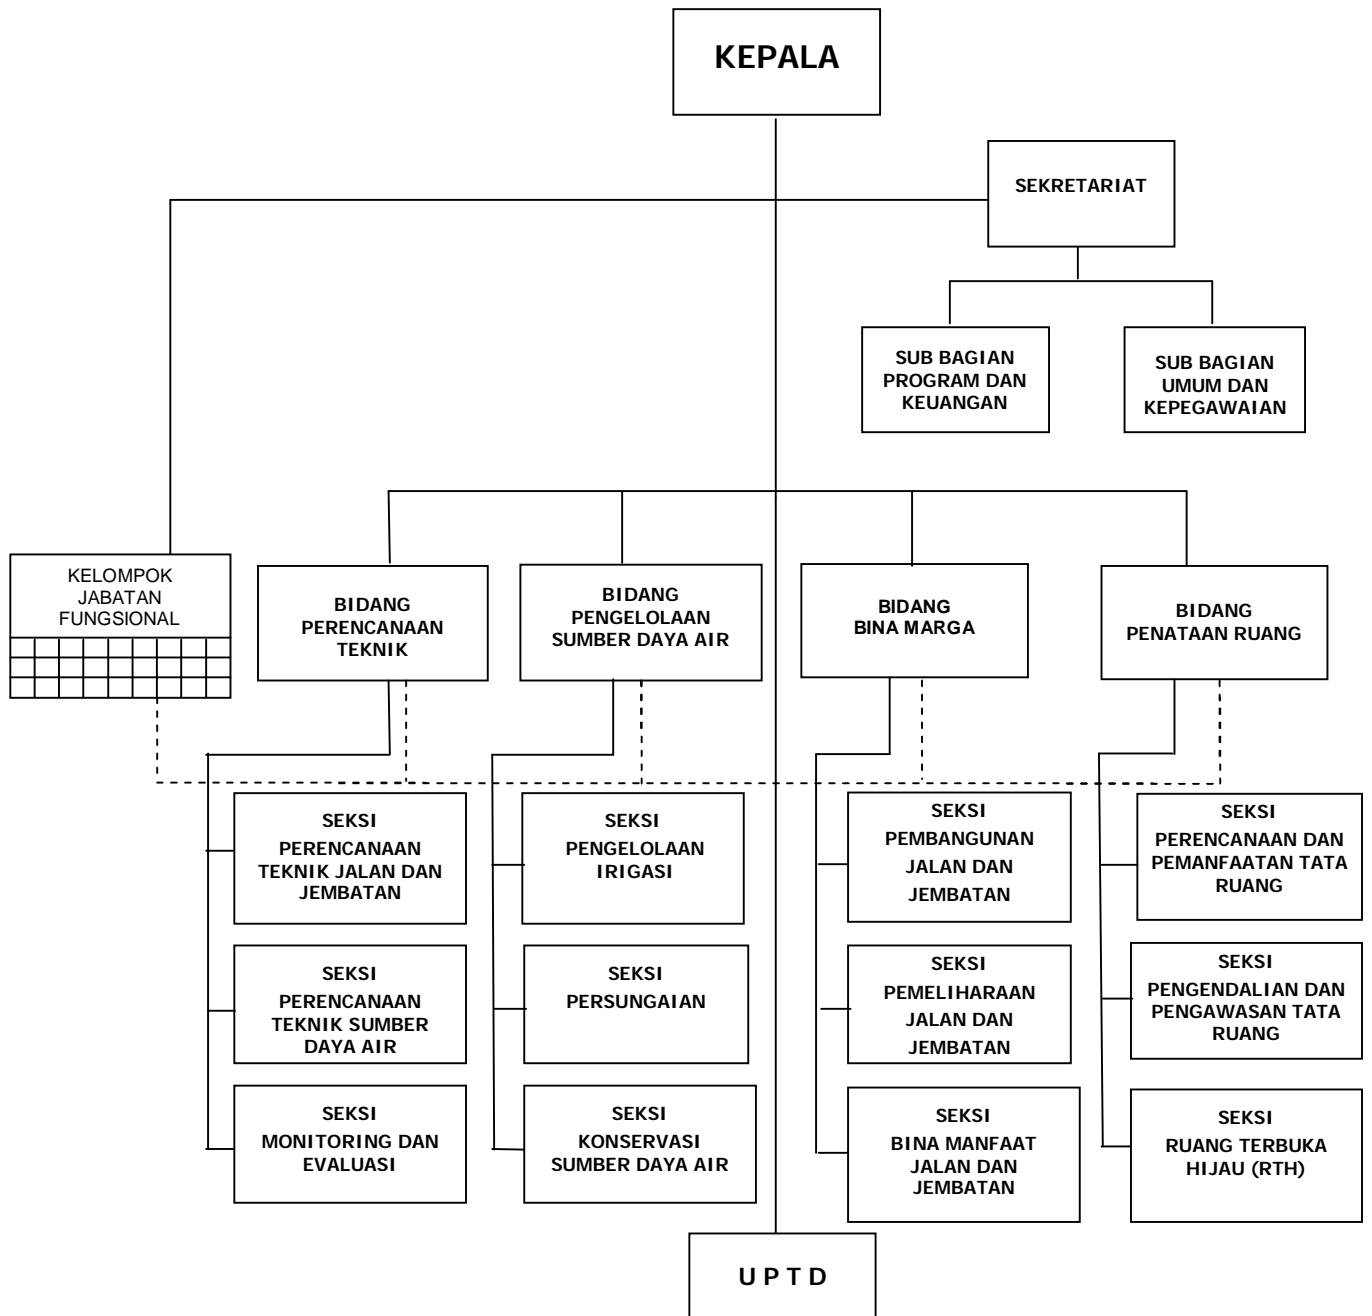 KEPALA
SEKRETARIAT
SUB BAGIAN
PROGRAM DAN
KEUANGAN
SUB BAGIAN
UMUM DAN
KEPEGAWAIAN
KELOMPOK
JABATAN
FUNGSIONAL
BIDANG
PERENCANAAN
TEKNIK
BIDANG
PENGELOLAAN
SUMBER DAYA AIR
BIDANG
BINA MARGA
BIDANG
PENATAAN RUANG
SEKSI
PERENCANAAN
TEKNIK JALAN DAN
JEMBATAN
SEKSI
PENGELOLAAN
IRIGASI
SEKSI
PEMBANGUNAN
JALAN DAN
JEMBATAN
SEKSI
PERENCANAAN DAN
PEMANFAATAN TATA
RUANG
SEKSI
PERENCANAAN
TEKNIK SUMBER
DAYA AIR
SEKSI
PERSUNGAIAN
SEKSI
PEMELIHARAAN
JALAN DAN
JEMBATAN
SEKSI
PENGENDALIAN DAN
PENGAWASAN TATA
RUANG
SEKSI
MONITORING DAN
EVALUASI
SEKSI
KONSERVASI
SUMBER DAYA AIR
SEKSI
BINA MANFAAT
JALAN DAN
JEMBATAN
SEKSI
RUANG TERBUKA
HIJAU (RTH)
U P T D